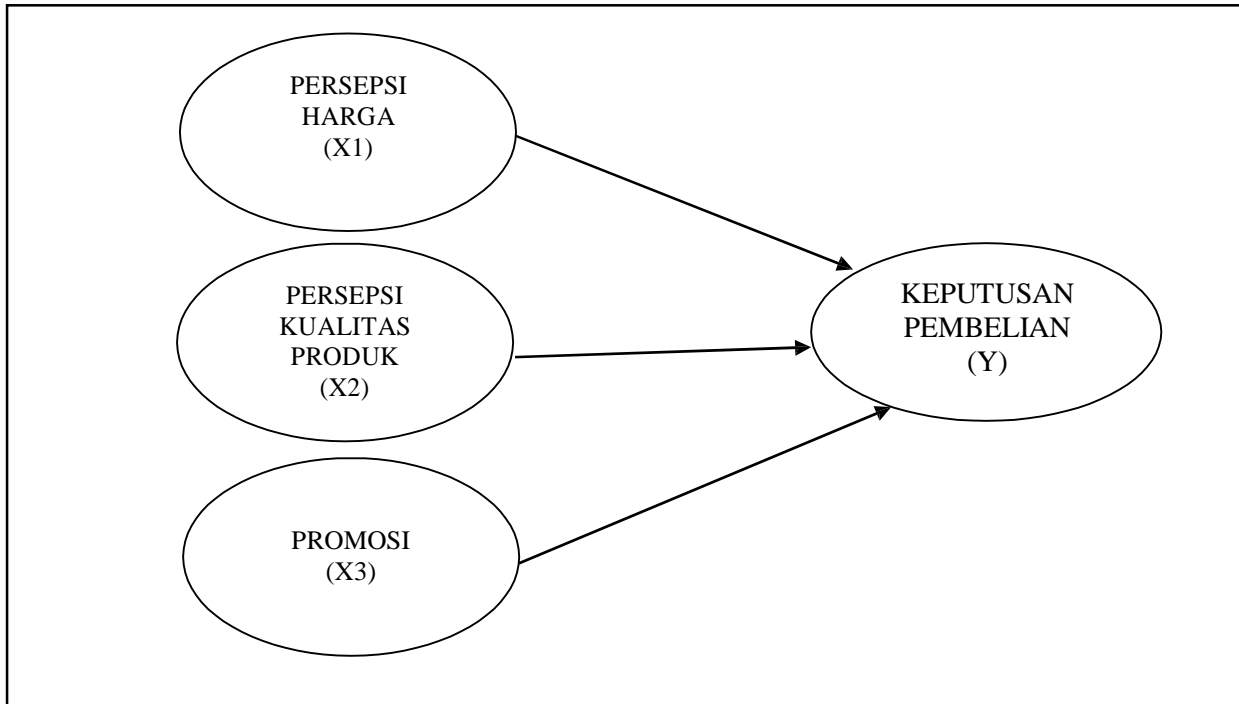 PERSEPSI
HARGA
(X1)
PERSEPSI
KUALITAS
PRODUK
(X2)
PROMOSI
(X3)
KEPUTUSAN
PEMBELIAN
(Y)